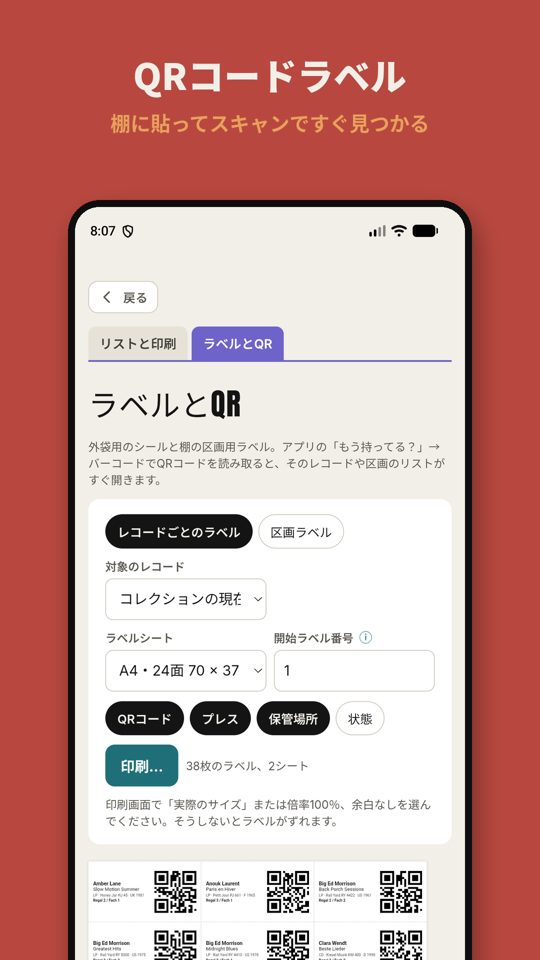 QRコードラベル
棚に貼ってスキャンですぐ見つかる
8:07
戻る
リストと印刷 ラベルとQR
ラベルとQR
外袋用のシールと棚の区画用ラベル。アプリの「もう持ってる？」→
バーコードでQRコードを読み取ると、そのレコードや区画のリストが
すぐ開きます。
レコードごとのラベル 区画ラベル
対象のレコード
コレクションの現在
ラベルシート 開始ラベル番号
A4・24面 70 × 37 1
QRコード プレス 保管場所 状態
印刷… 38枚のラベル、2シート
印刷画面で「実際のサイズ」または倍率100%、余白なしを選ん
でください。そうしないとラベルがずれます。
Amber Lane Anouk Laurent Big Ed Morrison
Slow Motion Summer Paris en Hiver Back Porch Sessions
Regal 3 / Fach 1 Regal 2 / Fach 1 Regal 1 / Fach 2
Big Ed Morrison Big Ed Morrison Clara Wendt
Greatest Hits Midnight Blues Beste Lieder